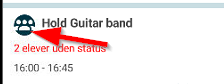 Hold Guitar band
2 elever uden status
16:00 - 16:45